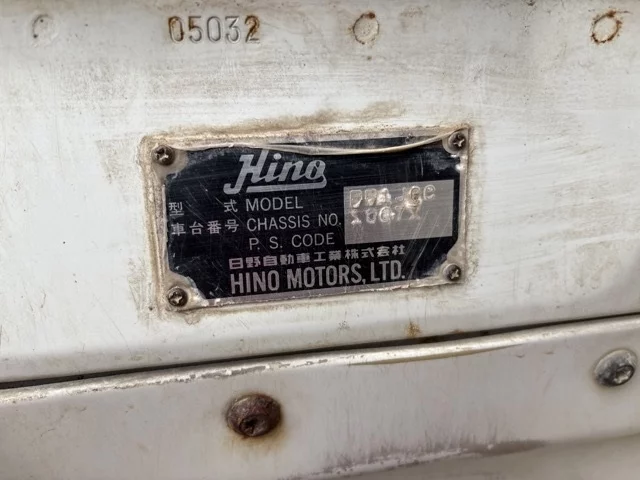 05032
Hino
型 式 MODEL
車台番号 CHASSIS NO.
P. S. CODE
日野自動車工業株式会社
HINO MOTORS, LTD.